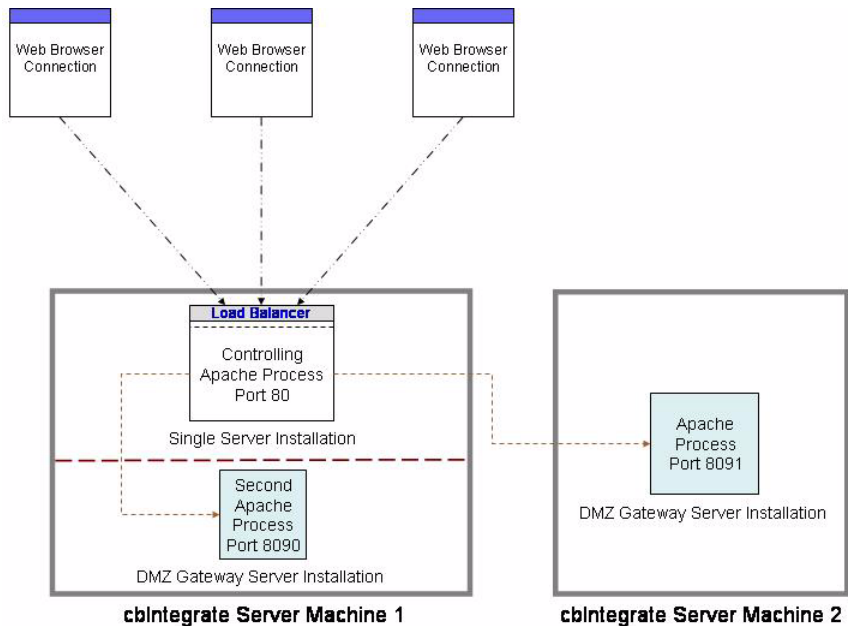 Web Browser
Connection
Web Browser
Connection
Web Browser
Connection
Load Balancer
Controlling
Apache Process
Port 80
Single Server Installation
Second
Apache
Process
Port 8090
DMZ Gateway Server Installation
cbIntegrate Server Machine 1
Apache
Process
Port 8091
DMZ Gateway Server Installation
cbIntegrate Server Machine 2